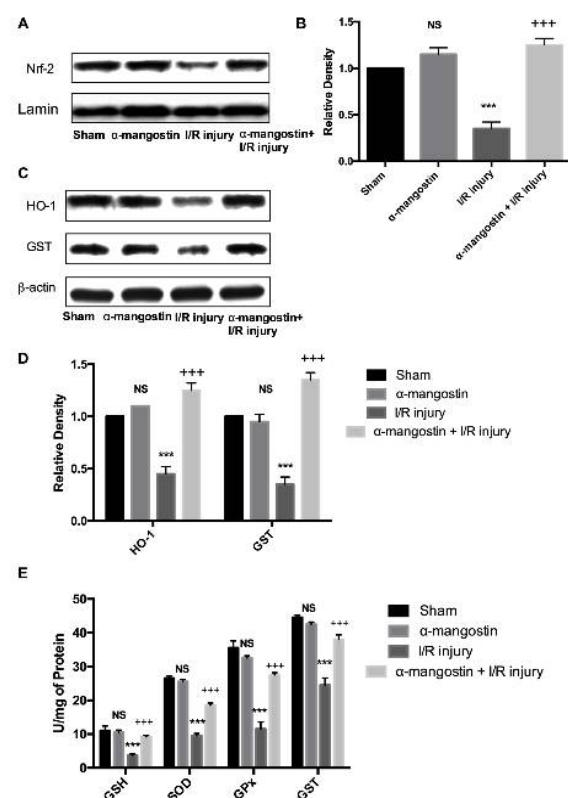 A
Nrf-2
Lamin
Sham α-mangostin I/R injury α-mangostin+
I/R injury
B
Relative Density
1.5
1.0
0.5
0.0
NS
***
+++
Sham
α-mangostin
I/R injury
α-mangostin + I/R injury
C
HO-1
GST
β-actin
Sham α-mangostin I/R injury α-mangostin+
I/R injury
D
Relative Density
1.5
1.0
0.5
0.0
NS
***
+++
NS
***
+++
HO-1
GST
Sham
α-mangostin
I/R injury
α-mangostin + I/R injury
E
U/mg of Protein
50
40
30
20
10
0
NS
***
+++
NS
***
+++
NS
***
+++
NS
***
+++
GSH
SOD
GPx
GST
Sham
α-mangostin
I/R injury
α-mangostin + I/R injury